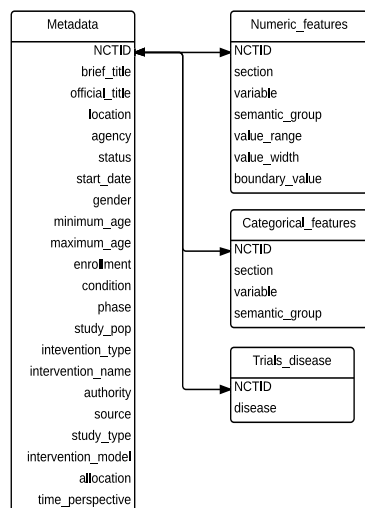 Metadata
NCTID
brief_title
official_title
location
agency
status
start_date
gender
minimum_age
maximum_age
enrollment
condition
phase
study_pop
intevention_type
intervention_name
authority
source
study_type
intervention_model
allocation
time_perspective
Numeric_features
NCTID
section
variable
semantic_group
value_range
value_width
boundary_value
Categorical_features
NCTID
section
variable
semantic_group
Trials_disease
NCTID
disease